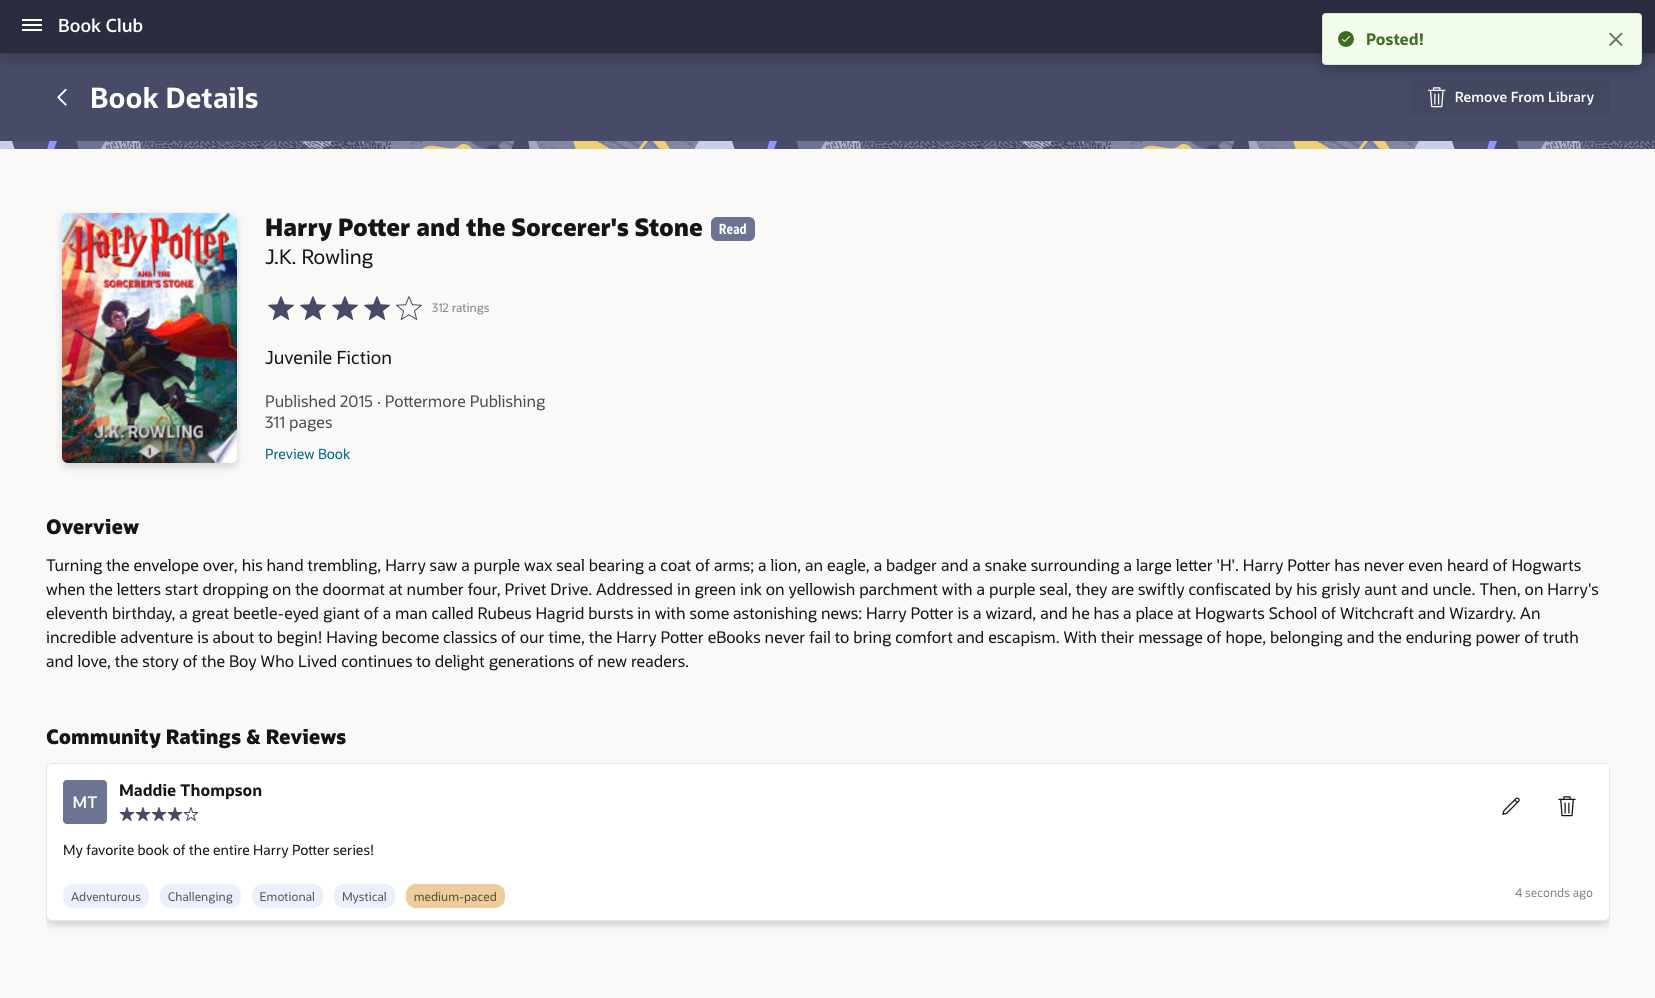 Book Club
Posted!
Book Details
Remove From Library
Harry Potter
AND THE
SORCERER'S STONE
J.K. ROWLING
1
Harry Potter and the Sorcerer's Stone Read
J.K. Rowling
312 ratings
Juvenile Fiction
Published 2015 · Pottermore Publishing
311 pages
Preview Book
Overview
Turning the envelope over, his hand trembling, Harry saw a purple wax seal bearing a coat of arms; a lion, an eagle, a badger and a snake surrounding a large letter 'H'. Harry Potter has never even heard of Hogwarts
when the letters start dropping on the doormat at number four, Privet Drive. Addressed in green ink on yellowish parchment with a purple seal, they are swiftly confiscated by his grisly aunt and uncle. Then, on Harry's
eleventh birthday, a great beetle-eyed giant of a man called Rubeus Hagrid bursts in with some astonishing news: Harry Potter is a wizard, and he has a place at Hogwarts School of Witchcraft and Wizardry. An
incredible adventure is about to begin! Having become classics of our time, the Harry Potter eBooks never fail to bring comfort and escapism. With their message of hope, belonging and the enduring power of truth
and love, the story of the Boy Who Lived continues to delight generations of new readers.
Community Ratings & Reviews
MT
Maddie Thompson
My favorite book of the entire Harry Potter series!
Adventurous Challenging Emotional Mystical medium-paced
4 seconds ago